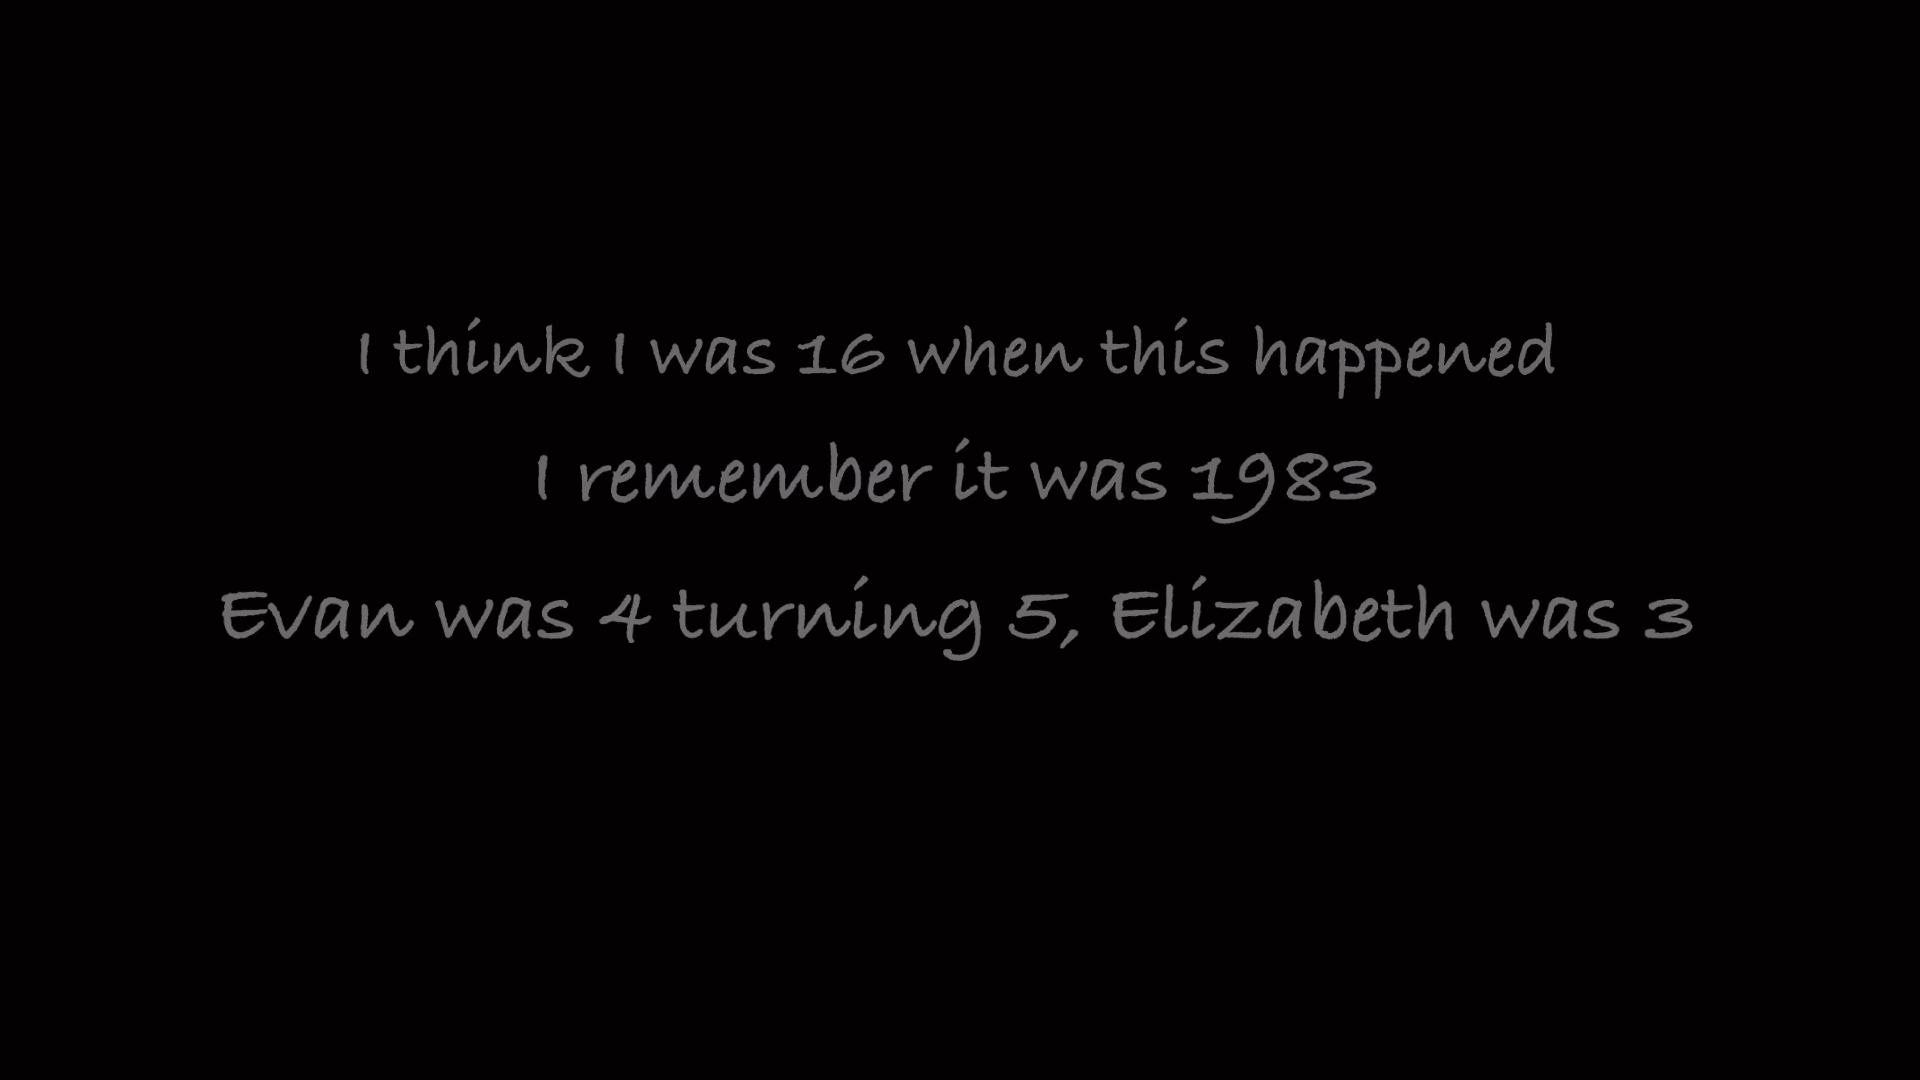 I think I was 16 when this happened
I remember it was 1983
Evan was 4 turning 5, Elizabeth was 3